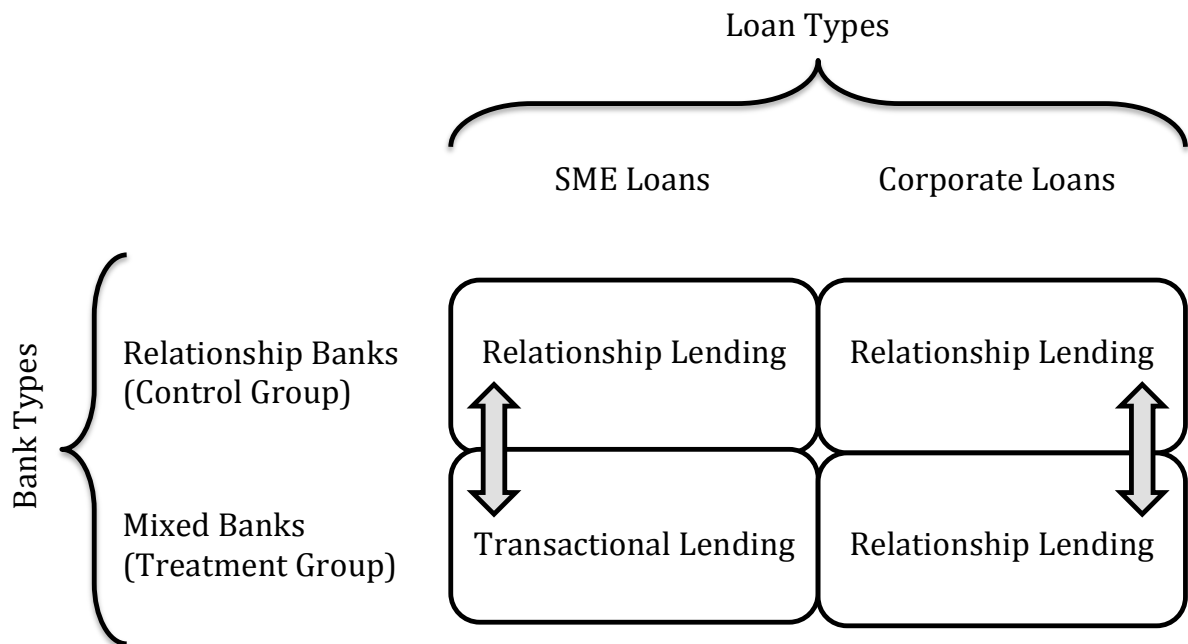 Loan Types
SME Loans
Corporate Loans
Bank Types
Relationship Banks
(Control Group)
Relationship Lending
Relationship Lending
Mixed Banks
(Treatment Group)
Transactional Lending
Relationship Lending